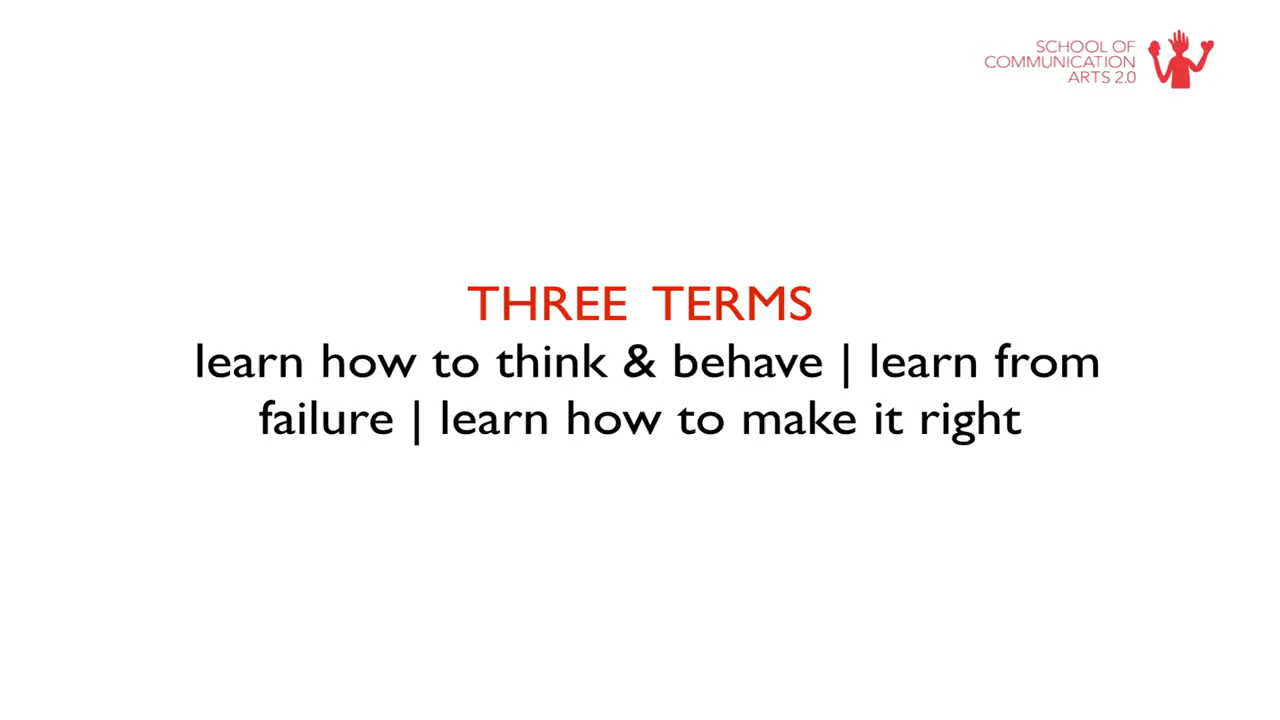 SCHOOL OF
COMMUNICATION
ARTS 2.0
THREE TERMS
learn how to think & behave | learn from
failure | learn how to make it right